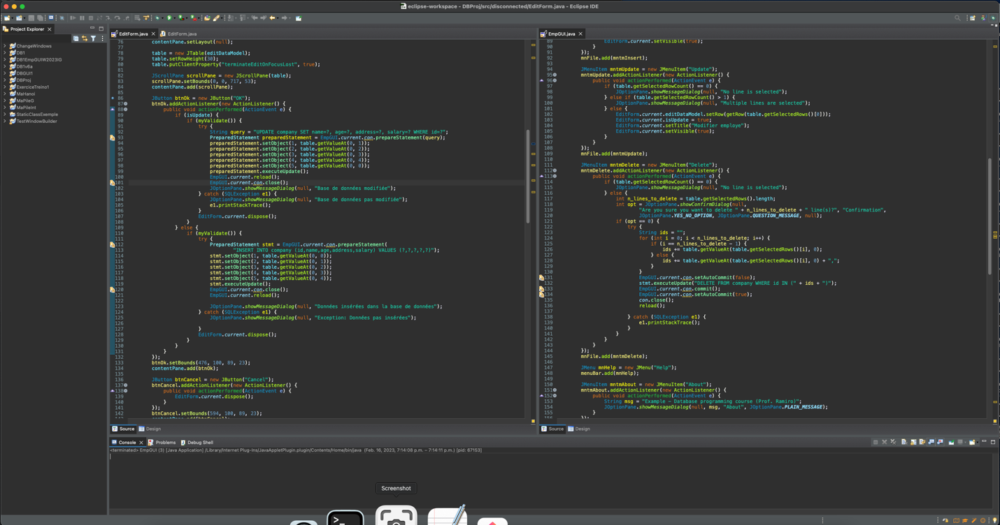 eclipse-workspace - DBProj/src/disconnected/EditForm.java - Eclipse IDE
Project Explorer
ChangeWindows
DB1
DB1EmpGUIW2023IG
DB1v6a
DBGUI1
DBProj
ExerciceTreino1
MaHanoi
MaPileG
MaPileInt
StaticClassExemple
TestWindowBuilder
EditForm.java
EditForm.java
76 contentPane.setLayout(null);
77
78 table = new JTable(editDataModel);
79 table.setRowHeight(30);
80 table.putClientProperty("terminateEditOnFocusLost", true);
81
82 JScrollPane scrollPane = new JScrollPane(table);
83 scrollPane.setBounds(0, 0, 717, 53);
84 contentPane.add(scrollPane);
85
86 JButton btnOk = new JButton("OK");
87 btnOk.addActionListener(new ActionListener() {
88 public void actionPerformed(ActionEvent e) {
89 if (isUpdate) {
90 if (myValidate()) {
91 try {
92 String query = "UPDATE company SET name=?, age=?, address=?, salary=? WHERE id=?";
93 PreparedStatement preparedStatement = EmpGUI.current.con.prepareStatement(query);
94 preparedStatement.setObject(1, table.getValueAt(0, 1));
95 preparedStatement.setObject(2, table.getValueAt(0, 2));
96 preparedStatement.setObject(3, table.getValueAt(0, 3));
97 preparedStatement.setObject(4, table.getValueAt(0, 4));
98 preparedStatement.setObject(5, table.getValueAt(0, 0));
99 preparedStatement.executeUpdate();
100 EmpGUI.current.reload();
101 EmpGUI.current.con.close();
102 JOptionPane.showMessageDialog(null, "Base de données modifiée");
103 } catch (SQLException e1) {
104 JOptionPane.showMessageDialog(null, "Base de données pas modifiée");
105 e1.printStackTrace();
106 }
107 EditForm.current.dispose();
108 }
109 } else {
110 if (myValidate()) {
111 try {
112 PreparedStatement stmt = EmpGUI.current.con.prepareStatement(
113 "INSERT INTO company (id,name,age,address,salary) VALUES (?,?,?,?,?)");
114 stmt.setObject(1, table.getValueAt(0, 0));
115 stmt.setObject(2, table.getValueAt(0, 1));
116 stmt.setObject(3, table.getValueAt(0, 2));
117 stmt.setObject(4, table.getValueAt(0, 3));
118 stmt.setObject(5, table.getValueAt(0, 4));
119 stmt.executeUpdate();
120 EmpGUI.current.con.close();
121 EmpGUI.current.reload();
122
123 JOptionPane.showMessageDialog(null, "Données insérées dans la base de données");
124 } catch (SQLException e1) {
125 JOptionPane.showMessageDialog(null, "Exception: Données pas insérées");
126
127 }
128 EditForm.current.dispose();
129 }
130 }
131 }
132 });
133 btnOk.setBounds(476, 100, 89, 23);
134 contentPane.add(btnOk);
135
136 JButton btnCancel = new JButton("Cancel");
137 btnCancel.addActionListener(new ActionListener() {
138 public void actionPerformed(ActionEvent e) {
139 EditForm.current.dispose();
140 }
141 });
142 btnCancel.setBounds(594, 100, 89, 23);
Source
Design
EmpGUI.java
89 EditForm.current.setVisible(true);
90 }
91 });
92 mnFile.add(mntmInsert);
93
94 JMenuItem mntmUpdate = new JMenuItem("Update");
95 mntmUpdate.addActionListener(new ActionListener() {
96 public void actionPerformed(ActionEvent e) {
97 if (table.getSelectedRowCount() == 0) {
98 JOptionPane.showMessageDialog(null, "No line is selected");
99 } else if (table.getSelectedRowCount() > 1) {
100 JOptionPane.showMessageDialog(null, "Multiple lines are selected");
101 } else {
102 EditForm.current.editDataModel.setRow(getRow(table.getSelectedRows()[0]));
103 EditForm.current.isUpdate = true;
104 EditForm.current.setTitle("Modifier employe");
105 EditForm.current.setVisible(true);
106 }
107 }
108 });
109 mnFile.add(mntmUpdate);
110
111 JMenuItem mntmDelete = new JMenuItem("Delete");
112 mntmDelete.addActionListener(new ActionListener() {
113 public void actionPerformed(ActionEvent e) {
114 if (table.getSelectedRowCount() == 0) {
115 JOptionPane.showMessageDialog(null, "No line is selected");
116 } else {
117 int n_lines_to_delete = table.getSelectedRows().length;
118 int opt = JOptionPane.showConfirmDialog(null,
119 "Are you sure you want to delete " + n_lines_to_delete + " line(s)?", "Confirmation",
120 JOptionPane.YES_NO_OPTION, JOptionPane.QUESTION_MESSAGE, null);
121 if (opt == 0) {
122 try {
123 String ids = "";
124 for (int i = 0; i < n_lines_to_delete; i++) {
125 if (i == n_lines_to_delete - 1) {
126 ids += table.getValueAt(table.getSelectedRows()[i], 0);
127 } else {
128 ids += table.getValueAt(table.getSelectedRows()[i], 0) + ",";
129 }
130 }
131 EmpGUI.current.con.setAutoCommit(false);
132 stmt.executeUpdate("DELETE FROM company WHERE id IN (" + ids + ")");
133 EmpGUI.current.con.commit();
134 EmpGUI.current.con.setAutoCommit(true);
135 con.close();
136 reload();
137
138 } catch (SQLException e1) {
139 e1.printStackTrace();
140 }
141 }
142 }
143 }
144 });
145 mnFile.add(mntmDelete);
146
147 JMenu mnHelp = new JMenu("Help");
148 menuBar.add(mnHelp);
149
150 JMenuItem mntmAbout = new JMenuItem("About");
151 mntmAbout.addActionListener(new ActionListener() {
152 public void actionPerformed(ActionEvent e) {
153 String msg = "Example - Database programming course (Prof. Ramiro)";
154 JOptionPane.showMessageDialog(null, msg, "About", JOptionPane.PLAIN_MESSAGE);
155 }
156 });
Source
Design
Console
Problems
Debug Shell
<terminated> EmpGUI (3) [Java Application] /Library/Internet Plug-Ins/JavaAppletPlugin.plugin/Contents/Home/bin/java (Feb. 16, 2023, 7:14:08 p.m. – 7:14:11 p.m.) [pid: 67153]
Screenshot